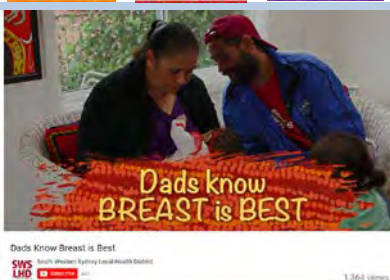 Dads know
BREAST is BEST
Dads Know Breast is Best
SWS
LHD
South Western Sydney Local Health District
Subscribe
1,364 views